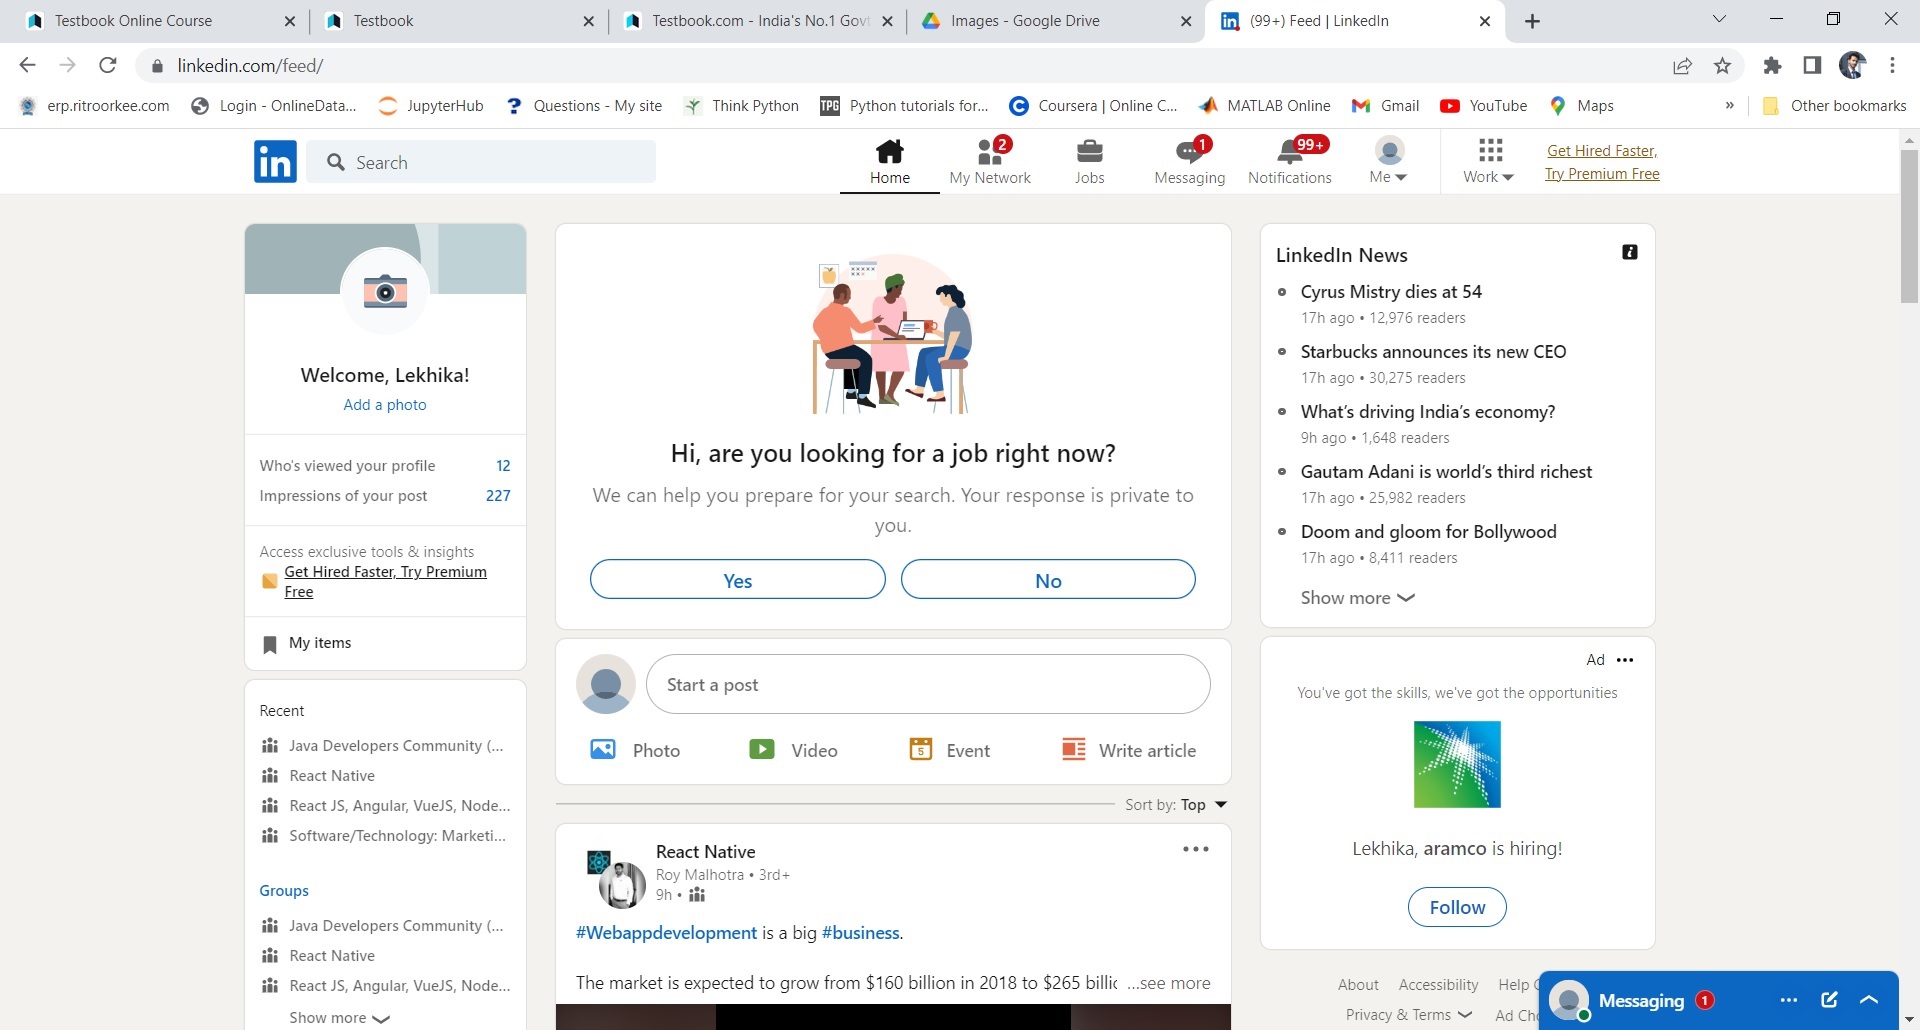 Testbook Online Course
Testbook
Testbook.com - India's No.1 Govt
Images - Google Drive
(99+) Feed | LinkedIn
linkedin.com/feed/
erp.ritroorkee.com
Login - OnlineData...
JupyterHub
Questions - My site
Think Python
TPG
Python tutorials for...
Coursera | Online C...
MATLAB Online
Gmail
YouTube
Maps
»
Other bookmarks
in
Search
Home
2
My Network
Jobs
1
Messaging
99+
Notifications
Me
Work
Get Hired Faster,
Try Premium Free
Welcome, Lekhika!
Add a photo
Who's viewed your profile 12
Impressions of your post 227
Access exclusive tools & insights
Get Hired Faster, Try Premium
Free
My items
Recent
Java Developers Community (...
React Native
React JS, Angular, VueJS, Node...
Software/Technology: Marketi...
Groups
Java Developers Community (...
React Native
React JS, Angular, VueJS, Node...
Show more
Hi, are you looking for a job right now?
We can help you prepare for your search. Your response is private to
you.
Yes
No
Start a post
Photo
Video
5
Event
Write article
Sort by: Top
React Native
Roy Malhotra • 3rd+
9h •
#Webappdevelopment is a big #business.
The market is expected to grow from $160 billion in 2018 to $265 billic ...see more
LinkedIn News
Cyrus Mistry dies at 54
17h ago • 12,976 readers
Starbucks announces its new CEO
17h ago • 30,275 readers
What's driving India's economy?
9h ago • 1,648 readers
Gautam Adani is world's third richest
17h ago • 25,982 readers
Doom and gloom for Bollywood
17h ago • 8,411 readers
Show more
Ad
You've got the skills, we've got the opportunities
Lekhika, aramco is hiring!
Follow
About Accessibility Help C
Privacy & Terms Ad Cho
Messaging 1